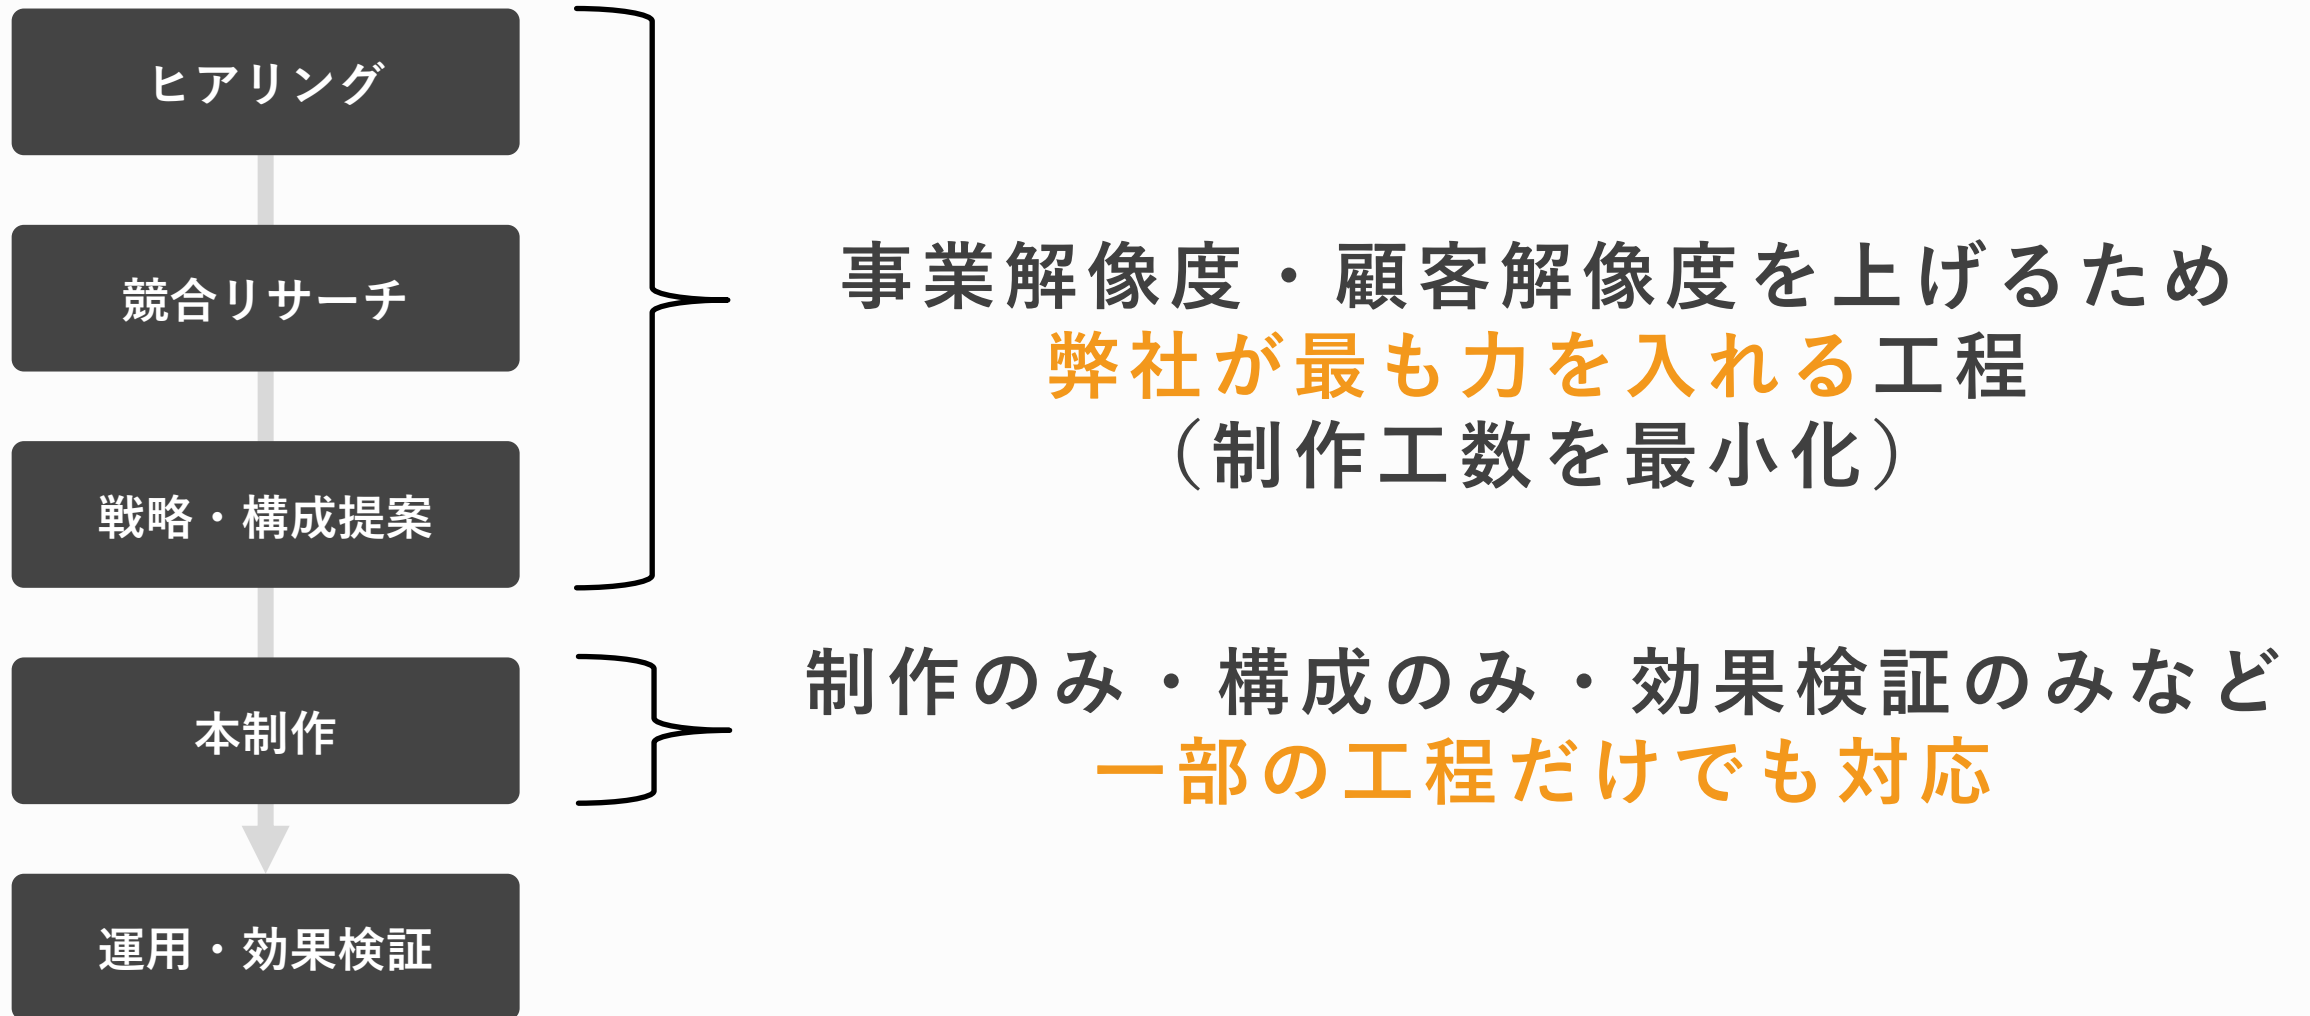 ヒアリング
競合リサーチ
戦略・構成提案
本制作
運用・効果検証
事業解像度・顧客解像度を上げるため
弊社が最も力を入れる工程
（制作工数を最小化）
制作のみ・構成のみ・効果検証のみなど
一部の工程だけでも対応